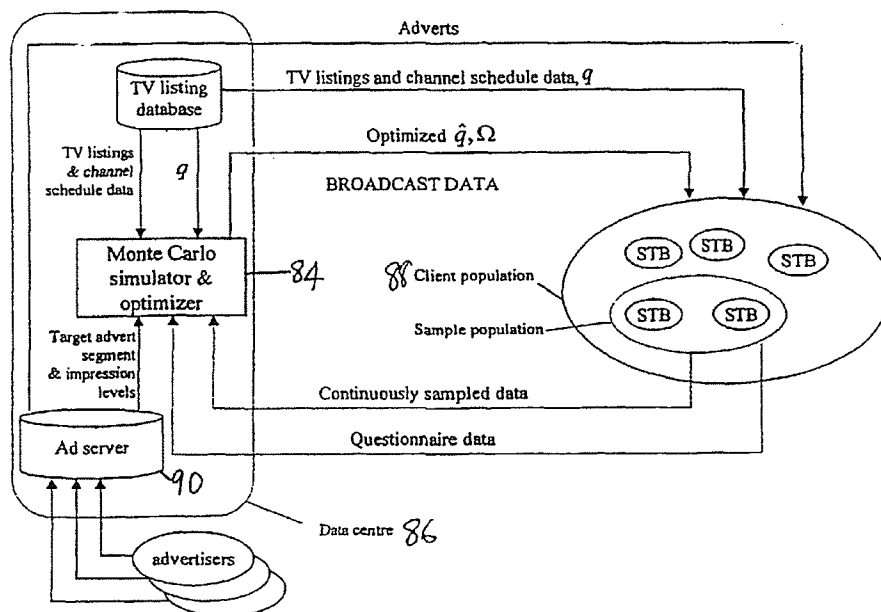 Adverts
TV listing
database
TV listings and channel schedule data, q
Optimized q̂, Ω
TV listings
& channel
schedule data
q
BROADCAST DATA
Monte Carlo
simulator &
optimizer
84
88 Client population
Sample population
STB
STB
STB
STB
STB
Target advert
segment
& impression
levels
Continuously sampled data
Questionnaire data
Ad server
90
Data centre 86
advertisers